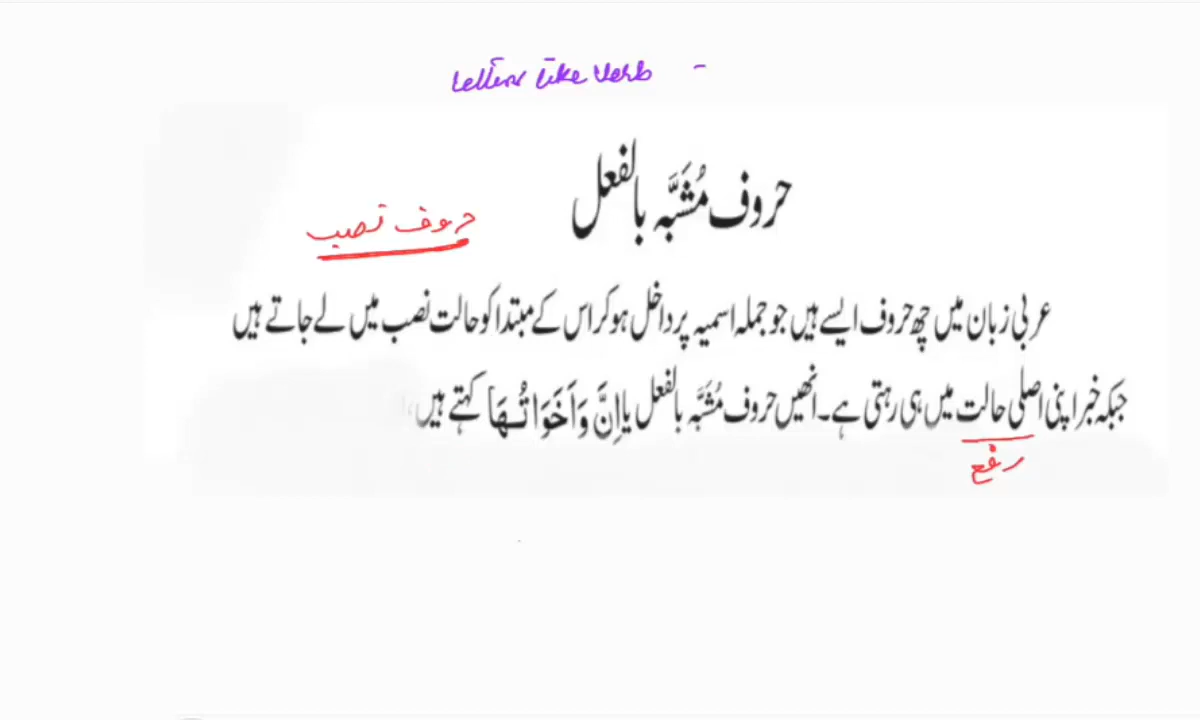 Letters like verb -
حروف مُشَبَّہ بالفعل
حروف نصب
عربی زبان میں چھ حروف ایسے ہیں جو جملہ اسمیہ پر داخل ہو کر اس کے مبتدا کو حالت نصب میں لے جاتے ہیں
جبکہ خبر اپنی اصلی حالت میں ہی رہتی ہے۔ انھیں حروف مُشَبَّہ بالفعل یا اِنَّ وَاَخَوَاتُـهَا کہتے ہیں
رفع